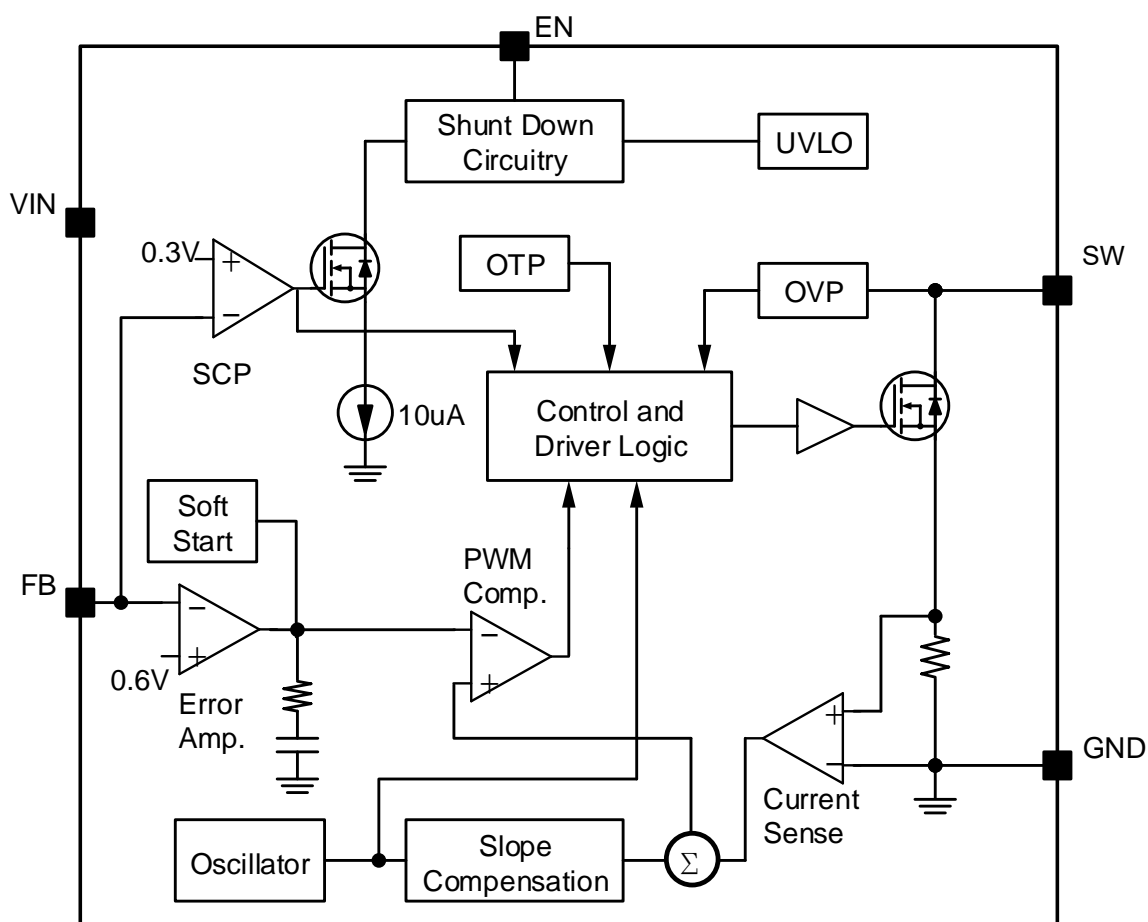 EN
Shunt Down
Circuitry
UVLO
VIN
0.3V
+
−
SCP
OTP
OVP
SW
10uA
Control and
Driver Logic
Soft
Start
FB
−
+
0.6V
Error
Amp.
PWM
Comp.
−
+
+
−
Current
Sense
GND
Oscillator
Slope
Compensation
Σ